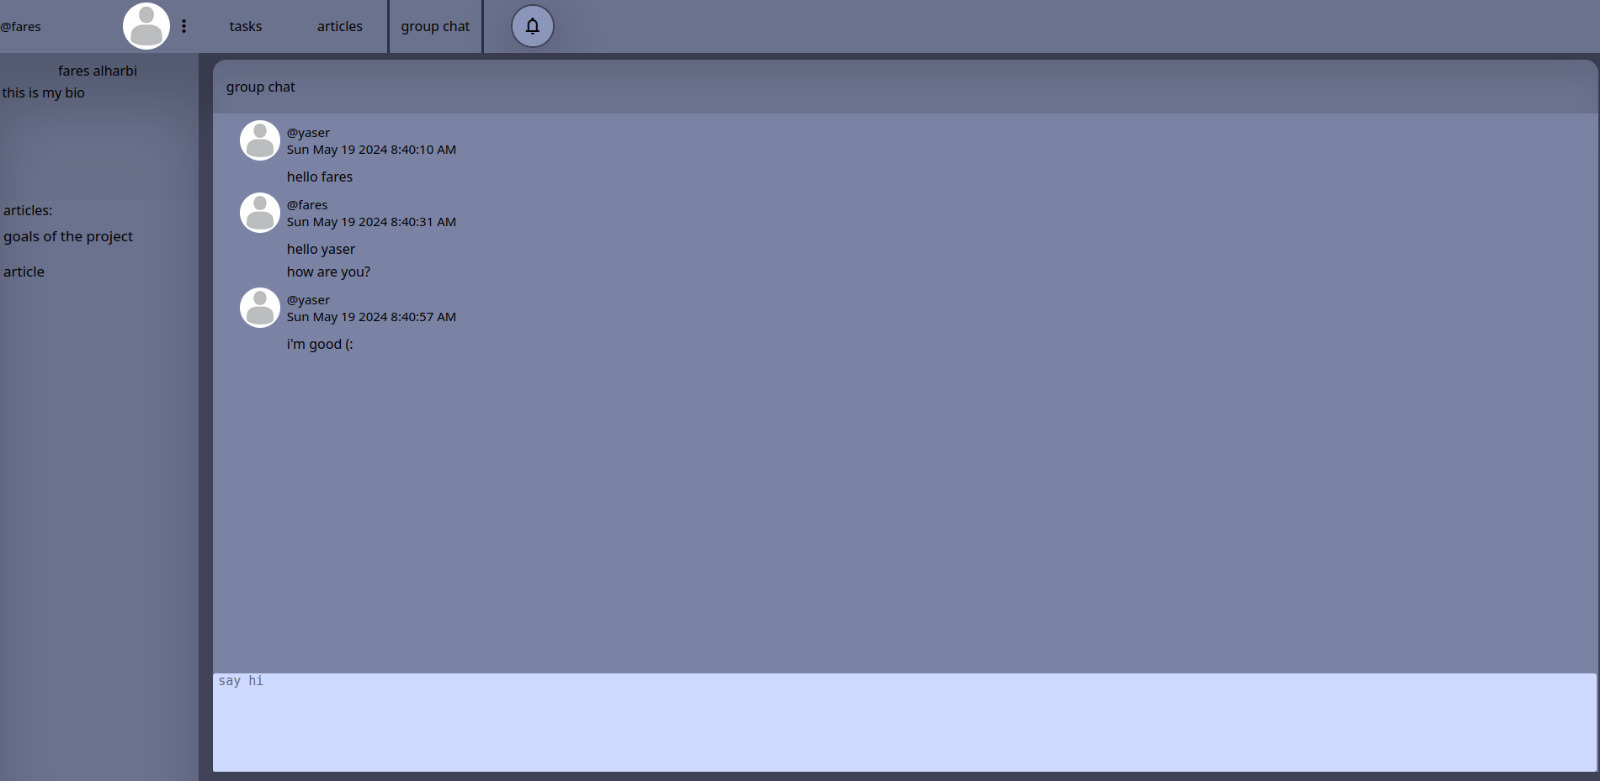 @fares
tasks
articles
group chat
fares alharbi
this is my bio
articles:
goals of the project
article
group chat
@yaser
Sun May 19 2024 8:40:10 AM
hello fares
@fares
Sun May 19 2024 8:40:31 AM
hello yaser
how are you?
@yaser
Sun May 19 2024 8:40:57 AM
i'm good (:
say hi